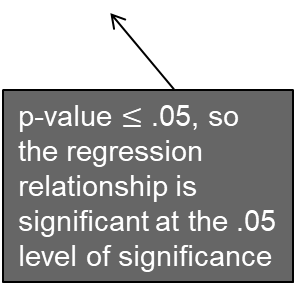 p-value ≤ .05, so
the regression
relationship is
significant at the .05
level of significance